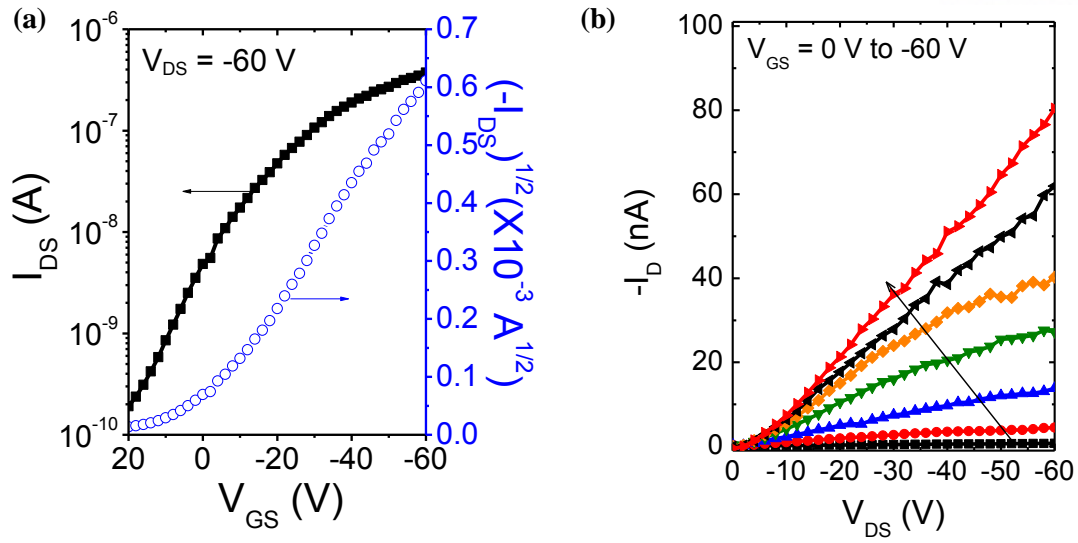 (a)
V_DS = -60 V
10^-6
10^-7
10^-8
10^-9
10^-10
I_DS (A)
20 0 -20 -40 -60
V_GS (V)
0.7
0.6
0.5
0.4
0.3
0.2
0.1
0.0
(-I_DS)^1/2 (X10^-3 A^1/2)
(b)
V_GS = 0 V to -60 V
100
80
60
40
20
0
-I_D (nA)
0 -10 -20 -30 -40 -50 -60
V_DS (V)